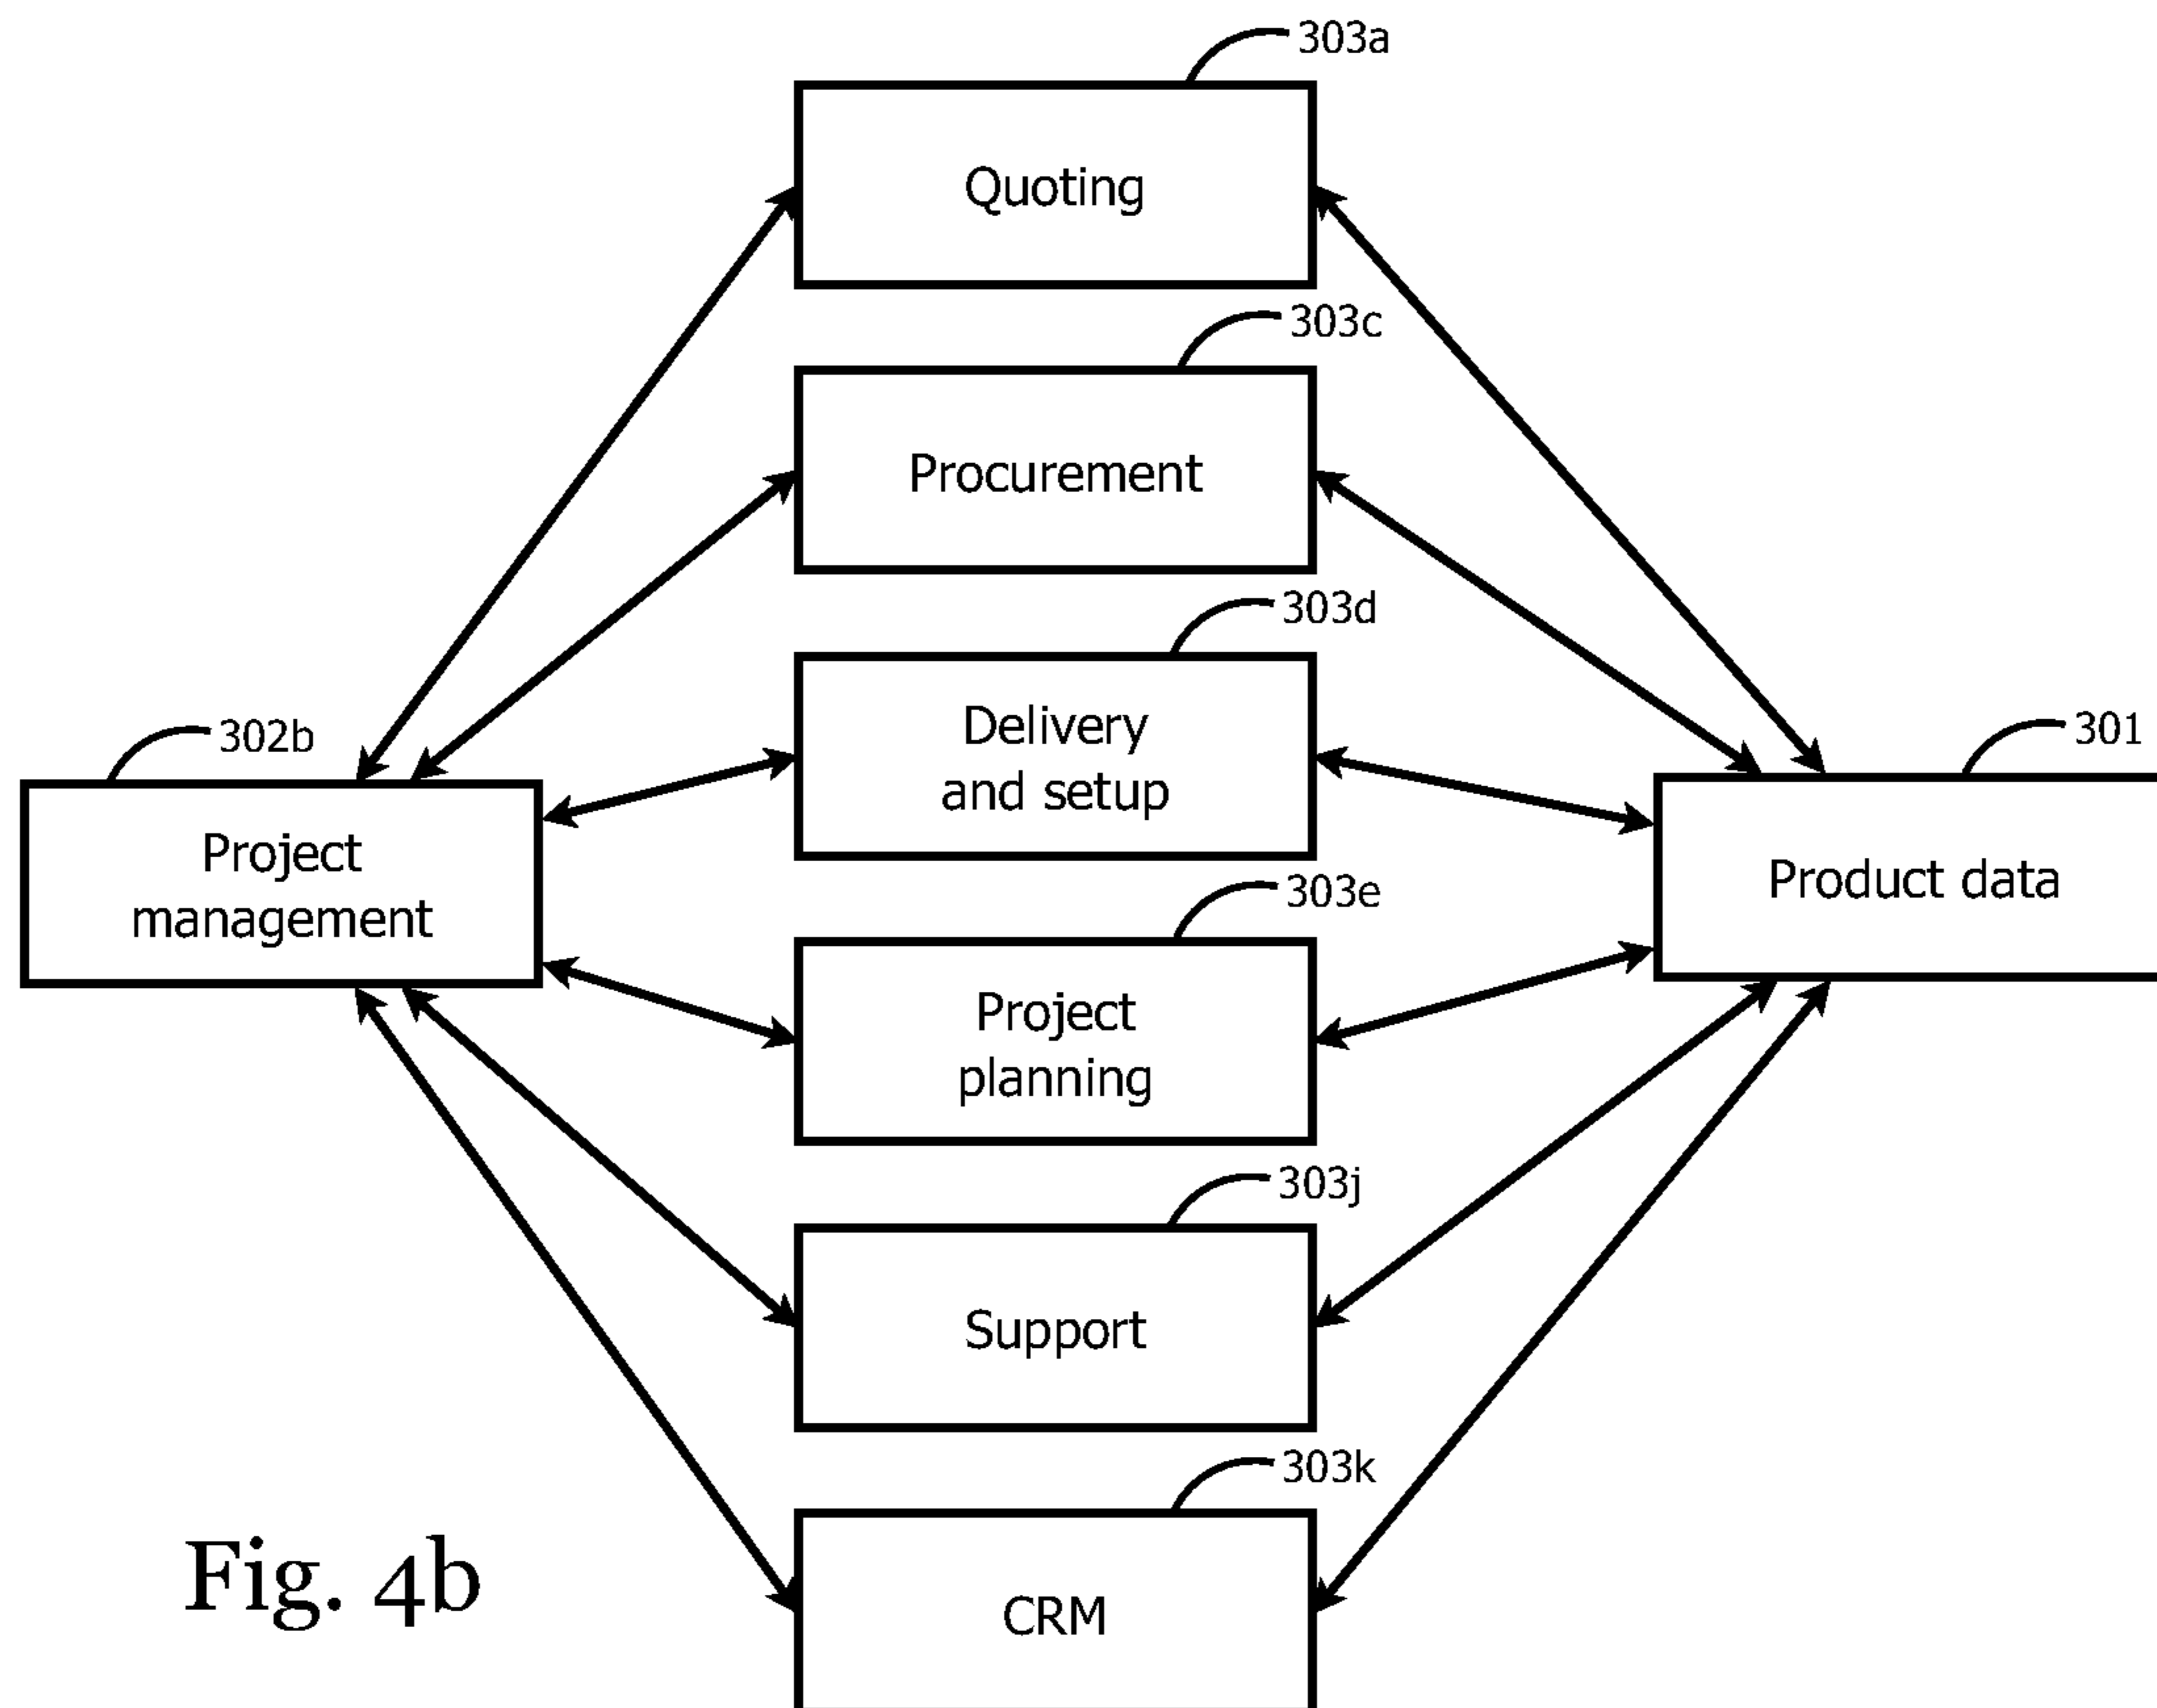 303a
Quoting
303c
Procurement
303d
Delivery
and setup
302b
Project
management
301
Product data
303e
Project
planning
303j
Support
303k
CRM
Fig. 4b